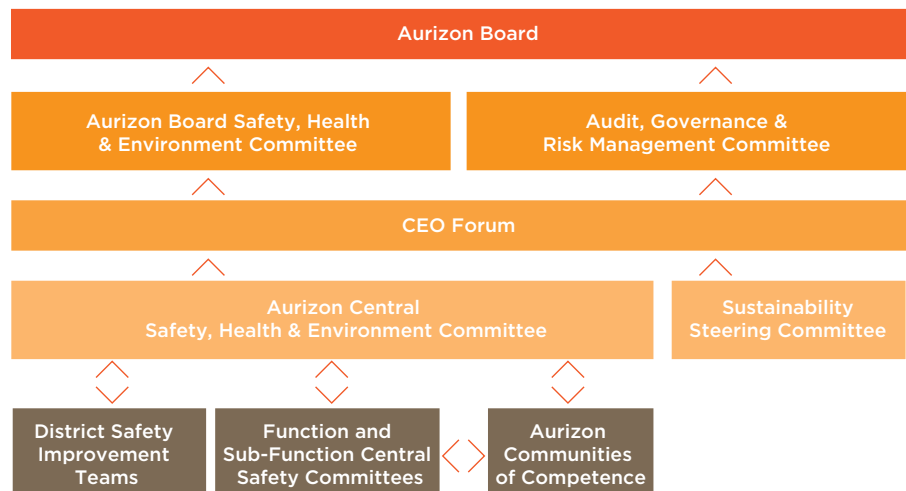 Aurizon Board
Aurizon Board Safety, Health
& Environment Committee
Audit, Governance &
Risk Management Committee
CEO Forum
Aurizon Central
Safety, Health & Environment Committee
Sustainability
Steering Committee
District Safety
Improvement
Teams
Function and
Sub-Function Central
Safety Committees
Aurizon
Communities
of Competence